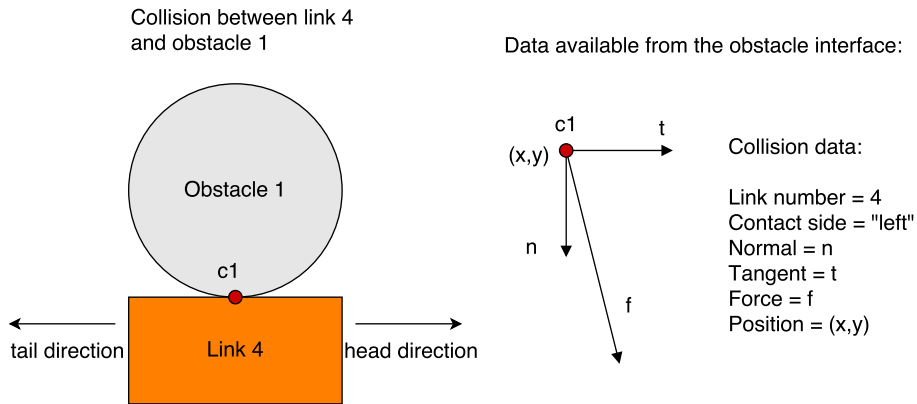 Collision between link 4
and obstacle 1
Obstacle 1
c1
Link 4
tail direction
head direction
Data available from the obstacle interface:
c1
t
(x,y)
n
f
Collision data:
Link number = 4
Contact side = "left"
Normal = n
Tangent = t
Force = f
Position = (x,y)